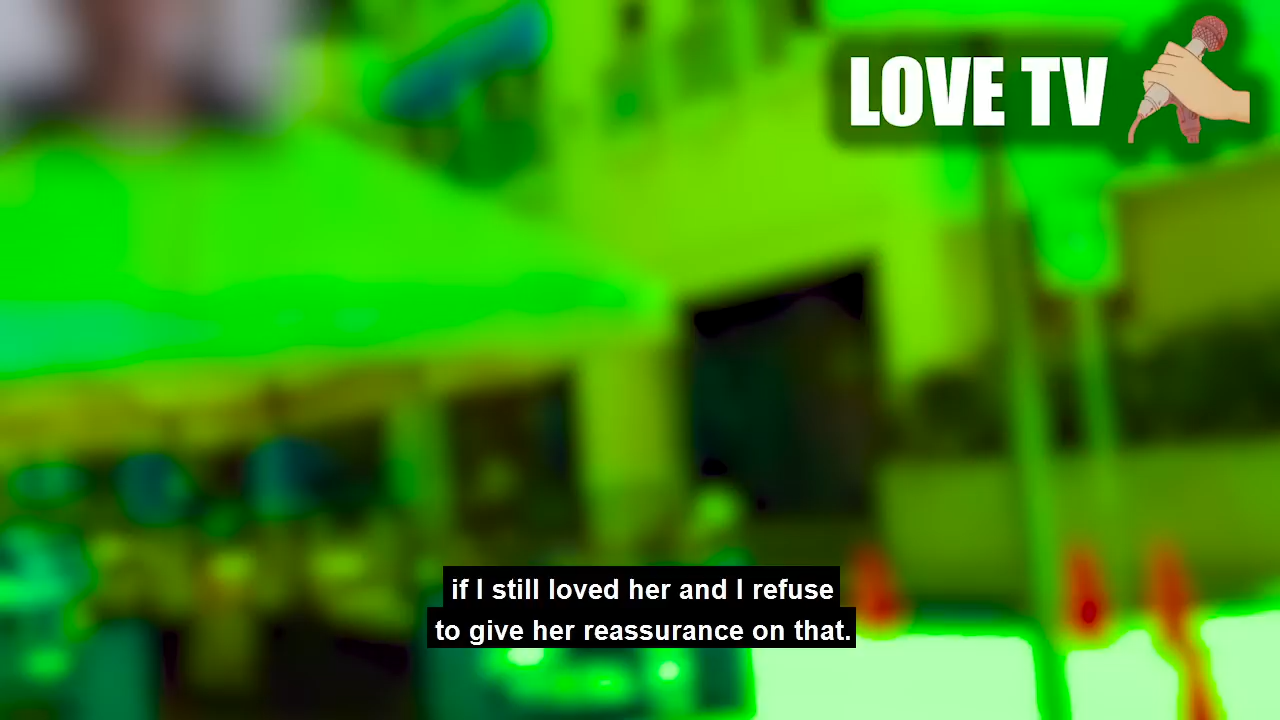 LOVE TV
if I still loved her and I refuse
to give her reassurance on that.